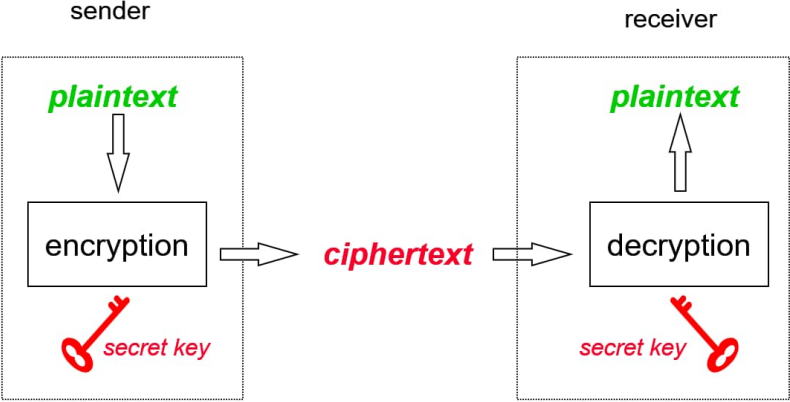 sender
receiver
plaintext
plaintext
encryption
ciphertext
decryption
secret key
secret key